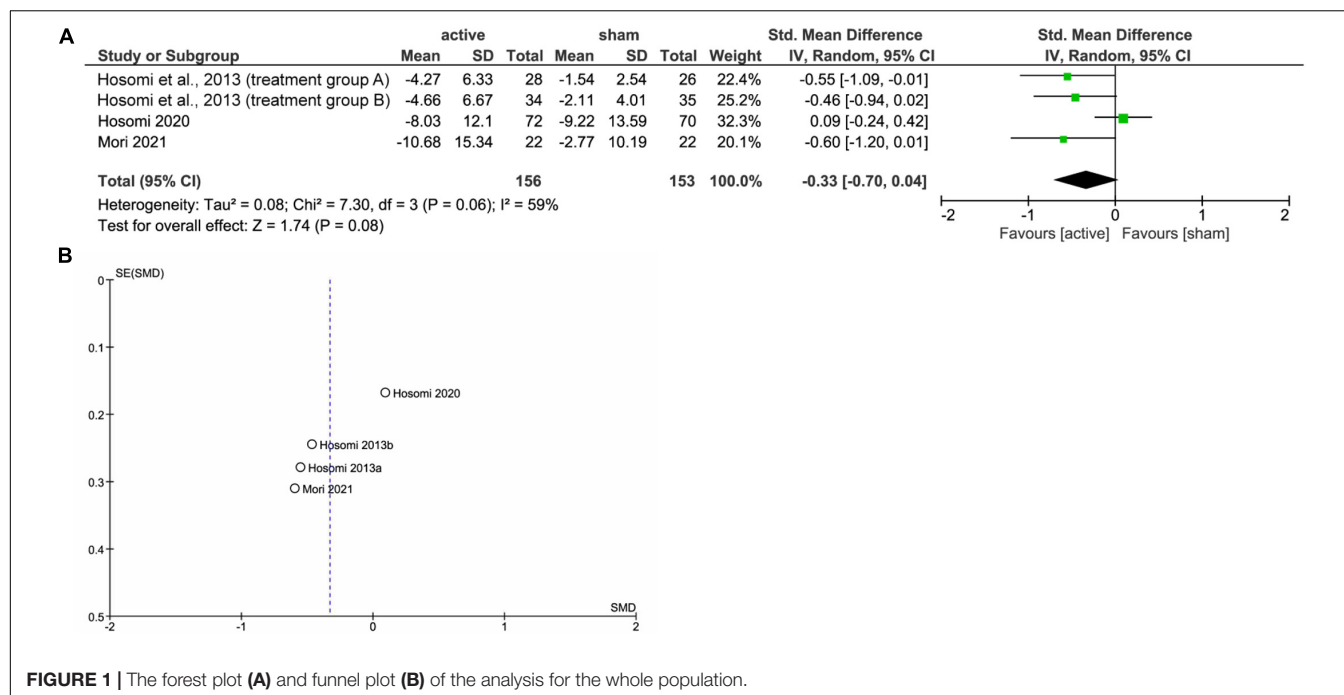 A
active sham Std. Mean Difference Std. Mean Difference
Study or Subgroup Mean SD Total Mean SD Total Weight IV, Random, 95% CI IV, Random, 95% CI
Hosomi et al., 2013 (treatment group A) -4.27 6.33 28 -1.54 2.54 26 22.4% -0.55 [-1.09, -0.01]
Hosomi et al., 2013 (treatment group B) -4.66 6.67 34 -2.11 4.01 35 25.2% -0.46 [-0.94, 0.02]
Hosomi 2020 -8.03 12.1 72 -9.22 13.59 70 32.3% 0.09 [-0.24, 0.42]
Mori 2021 -10.68 15.34 22 -2.77 10.19 22 20.1% -0.60 [-1.20, 0.01]
Total (95% CI) 156 153 100.0% -0.33 [-0.70, 0.04]
Heterogeneity: Tau² = 0.08; Chi² = 7.30, df = 3 (P = 0.06); I² = 59%
Test for overall effect: Z = 1.74 (P = 0.08)
-2 -1 0 1 2
Favours [active] Favours [sham]
B
SE(SMD)
0
0.1
Hosomi 2020
0.2
Hosomi 2013b
Hosomi 2013a
0.3
Mori 2021
0.4
SMD
0.5
-2 -1 0 1 2
FIGURE 1 | The forest plot (A) and funnel plot (B) of the analysis for the whole population.